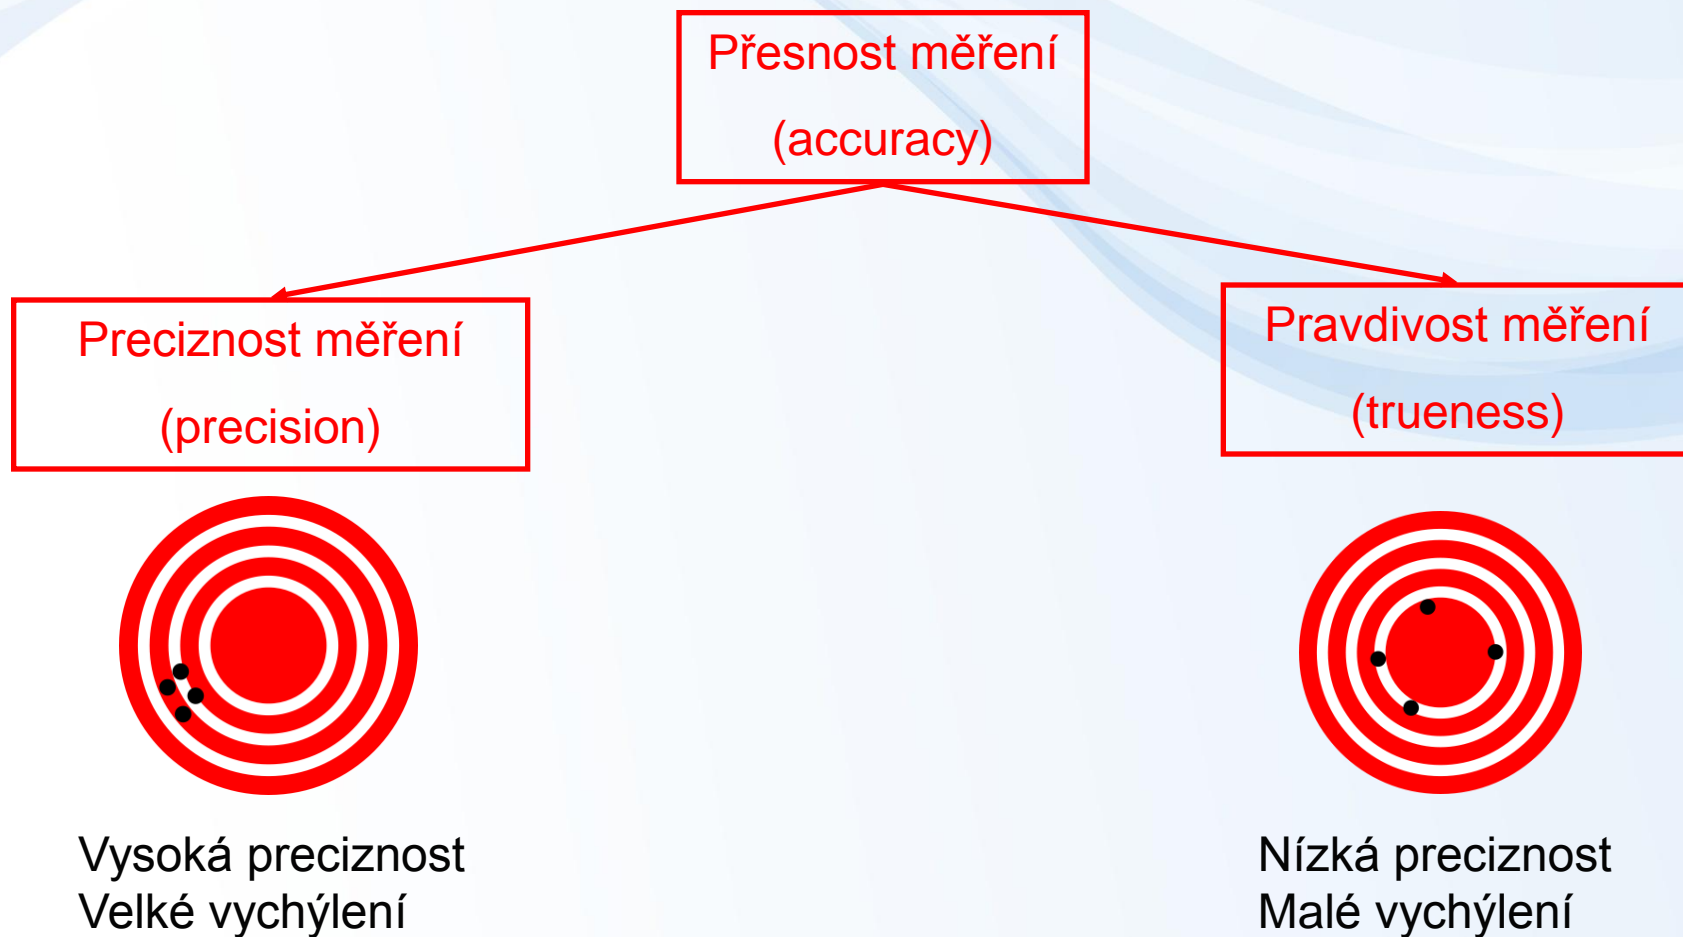 Přesnost měření
(accuracy)
Preciznost měření
(precision)
Pravdivost měření
(trueness)
Vysoká preciznost
Velké vychýlení
Nízká preciznost
Malé vychýlení